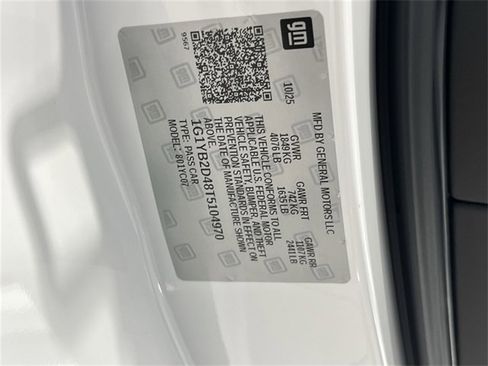 gm
MFD BY GENERAL MOTORS LLC
10/25
GVWR
1849 KG
4076 LB
GAWR FRT
742 KG
1635 LB
GAWR RR
1107 KG
2441 LB
THIS VEHICLE CONFORMS TO ALL
APPLICABLE U.S. FEDERAL MOTOR
VEHICLE SAFETY, BUMPER, AND THEFT
PREVENTION STANDARDS IN EFFECT ON
THE DATE OF MANUFACTURE SHOWN
1G1YB2D48T5104970
TYPE: PASS CAR
MODEL: 801YC07
9567